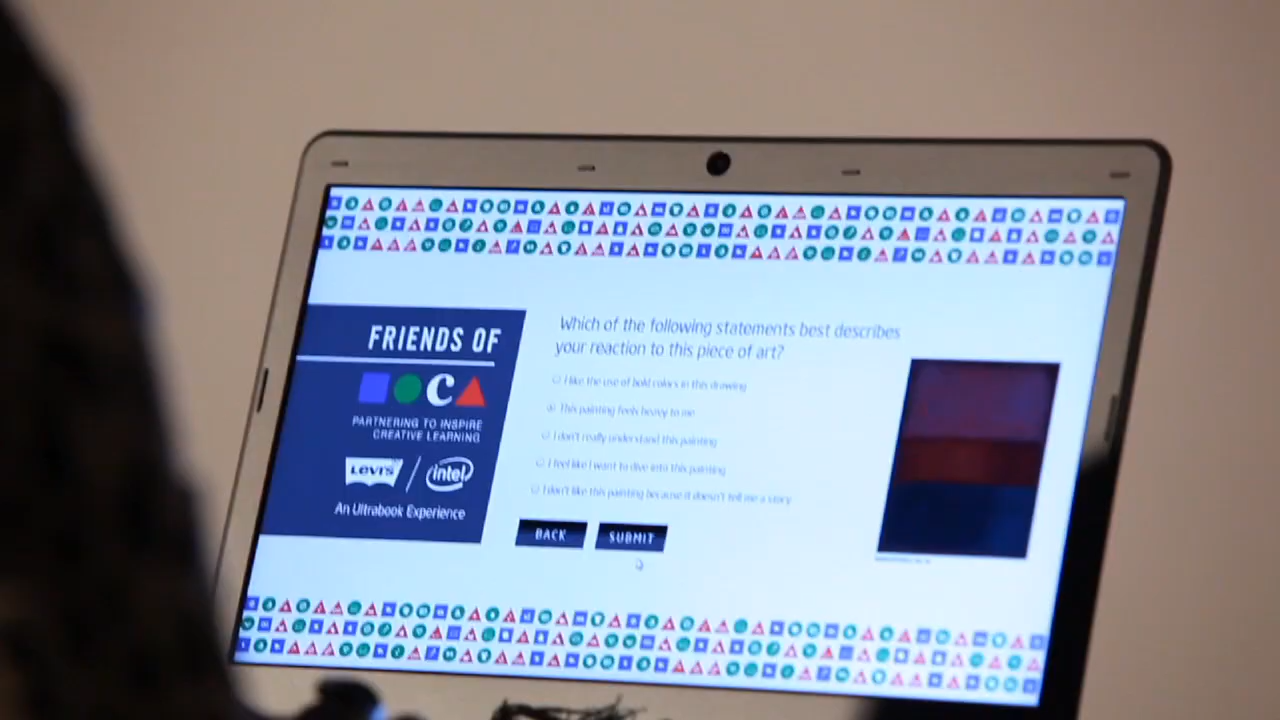 FRIENDS OF
C
PARTNERING TO INSPIRE
CREATIVE LEARNING
LEVI'S / intel
An Ultrabook Experience
Which of the following statements best describes
your reaction to this piece of art?
I like the use of bold colors in this drawing
This painting feels heavy to me
I don't really understand this painting
I feel like I want to dive into this painting
I don't like this painting because it doesn't tell me a story
BACK
SUBMIT